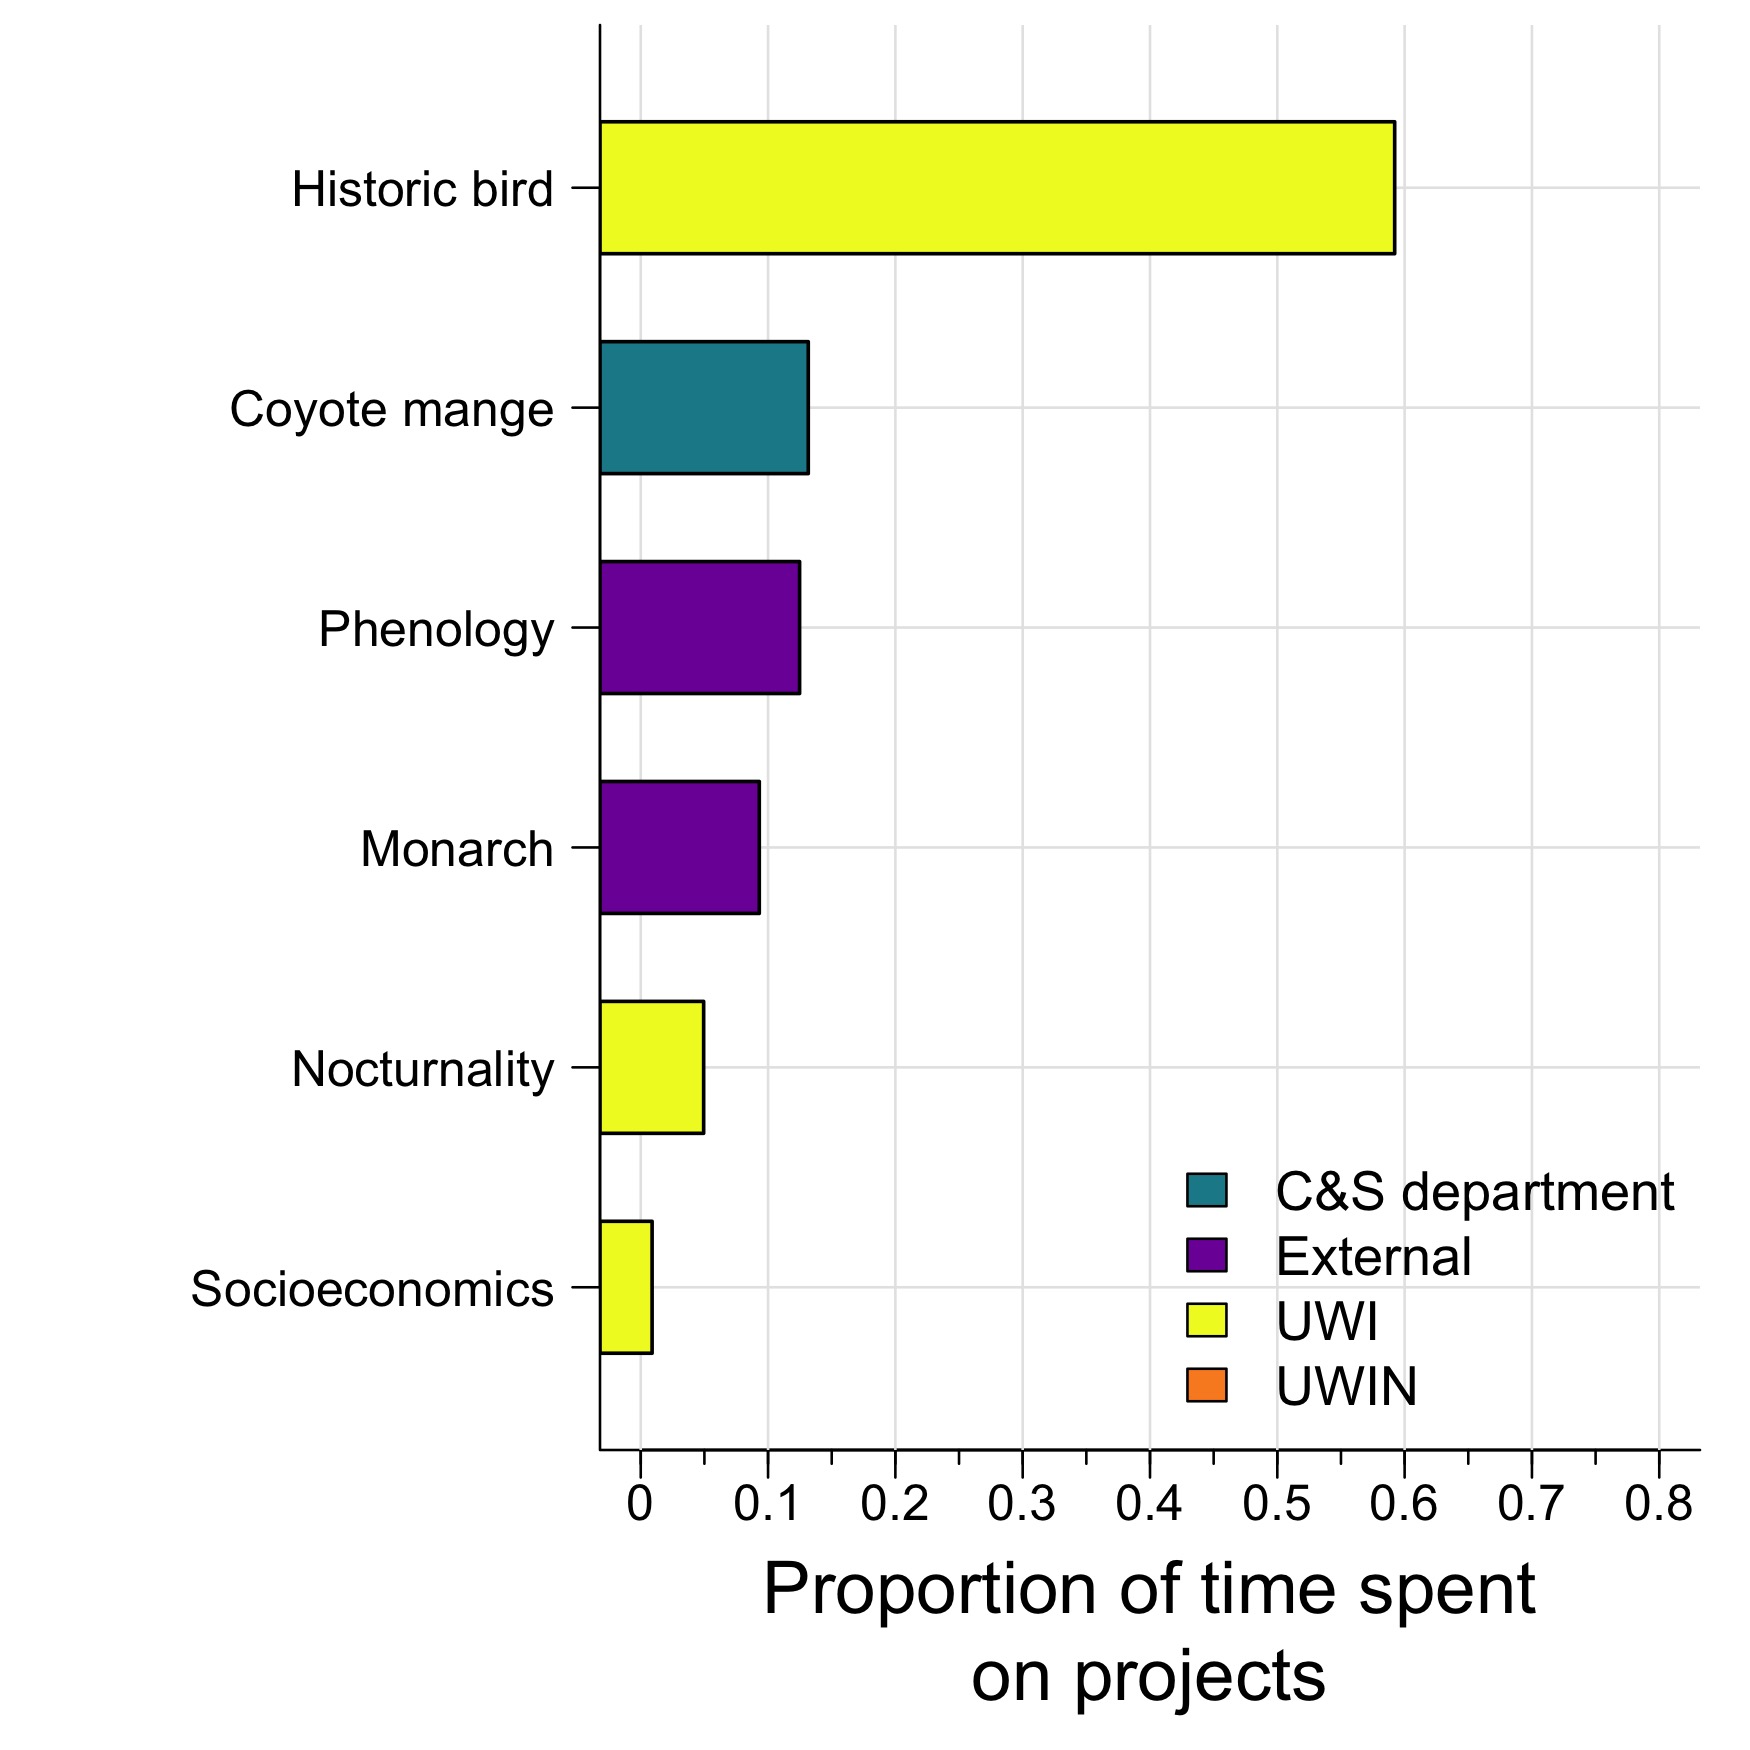 Historic bird
Coyote mange
Phenology
Monarch
Nocturnality
Socioeconomics
C&S department
External
UWI
UWIN
0 0.1 0.2 0.3 0.4 0.5 0.6 0.7 0.8
Proportion of time spent
on projects